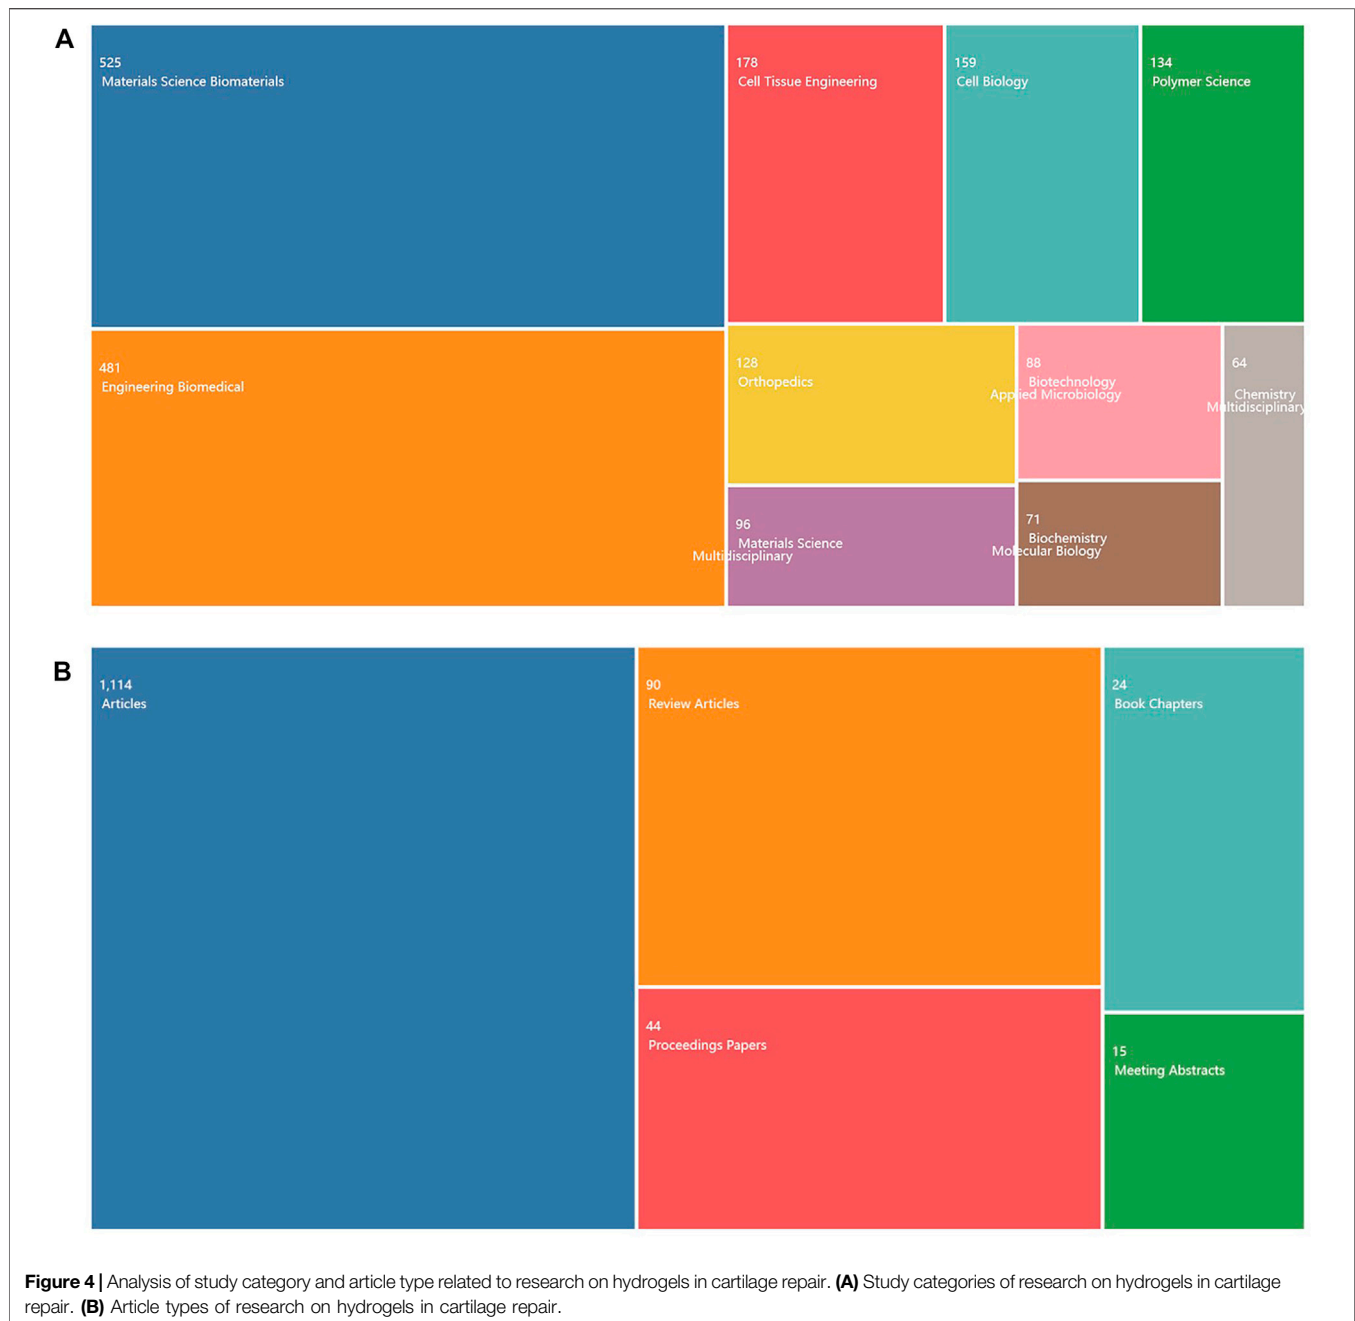 A
525
Materials Science Biomaterials
178
Cell Tissue Engineering
159
Cell Biology
134
Polymer Science
481
Engineering Biomedical
128
Orthopedics
88
Biotechnology
Applied Microbiology
64
Chemistry
Multidisciplinary
96
Materials Science
Multidisciplinary
71
Biochemistry
Molecular Biology
B
1,114
Articles
90
Review Articles
24
Book Chapters
44
Proceedings Papers
15
Meeting Abstracts
Figure 4 | Analysis of study category and article type related to research on hydrogels in cartilage repair. (A) Study categories of research on hydrogels in cartilage
repair. (B) Article types of research on hydrogels in cartilage repair.